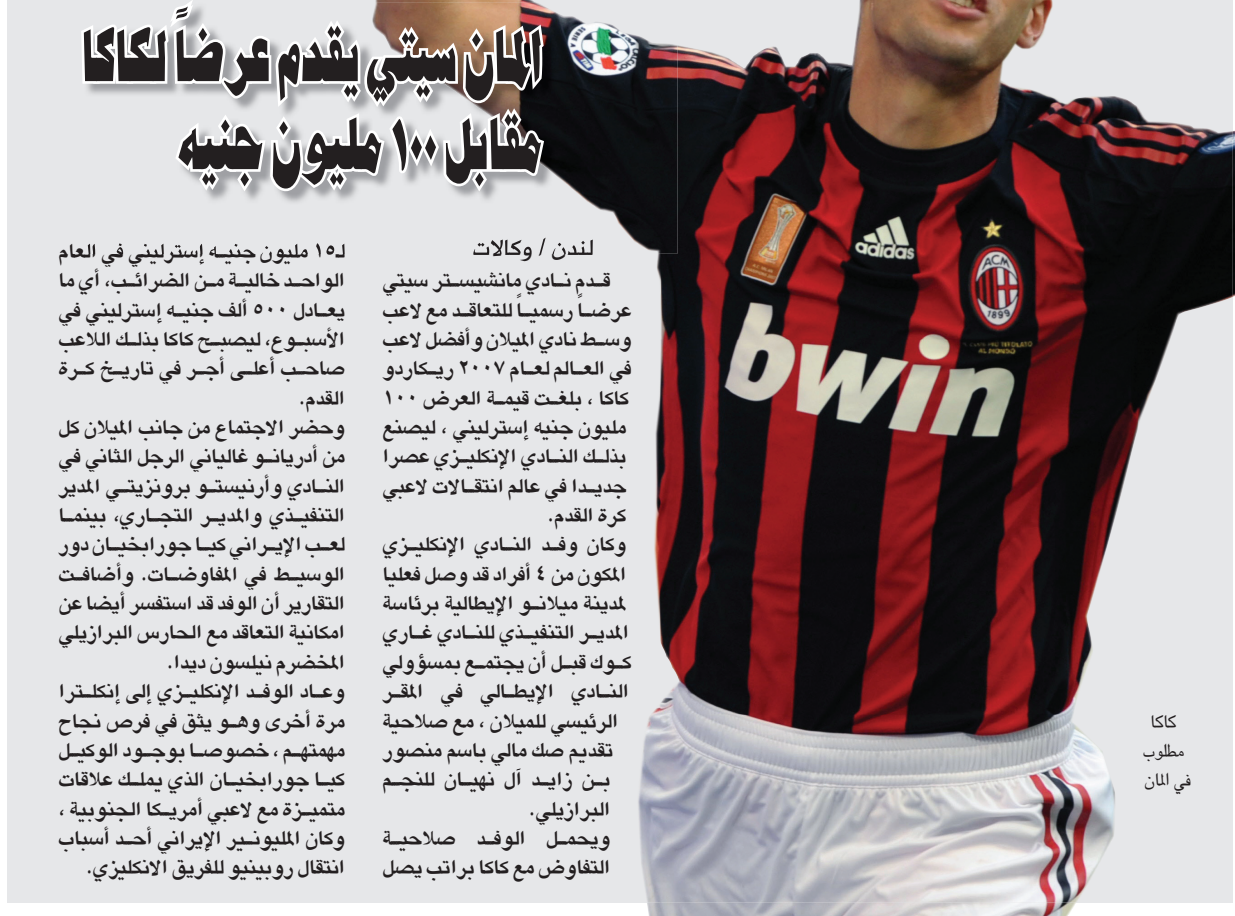 المان سيتي يقدم عرضاً لكاكا
مقابل ١٠٠ مليون جنيه
لندن / وكالات
قدم نادي مانشيستر سيتي
عرضاً رسمياً للتعاقد مع لاعب
وسط نادي الميلان وأفضل لاعب
في العالم لعام ٢٠٠٧ ريكاردو
كاكا ، بلغت قيمة العرض ١٠٠
مليون جنيه إسترليني ، ليصنع
بذلك النادي الإنكليزي عصرا
جديدا في عالم انتقالات لاعبي
كرة القدم.
وكان وفد النادي الإنكليزي
المكون من ٤ أفراد قد وصل فعليا
لمدينة ميلانو الإيطالية برئاسة
المدير التنفيذي للنادي غاري
كوك قبل أن يجتمع بمسؤولي
النادي الإيطالي في المقر
الرئيسي للميلان ، مع صلاحية
تقديم صك مالي باسم منصور
بن زايد آل نهيان للنجم
البرازيلي.
ويحمل الوفد صلاحية
التفاوض مع كاكا براتب يصل
لـ١٥ مليون جنيه إسترليني في العام
الواحد خالية من الضرائب، أي ما
يعادل ٥٠٠ ألف جنيه إسترليني في
الأسبوع، ليصبح كاكا بذلك اللاعب
صاحب أعلى أجر في تاريخ كرة
القدم.
وحضر الاجتماع من جانب الميلان كل
من أدريانو غالياني الرجل الثاني في
النادي وأرنيستو برونزيتي المدير
التنفيذي والمدير التجاري، بينما
لعب الإيراني كيا جورابخيان دور
الوسيط في المفاوضات. وأضافت
التقارير أن الوفد قد استفسر أيضا عن
امكانية التعاقد مع الحارس البرازيلي
المخضرم نيلسون ديدا.
وعاد الوفد الإنكليزي إلى إنكلترا
مرة أخرى وهو يثق في فرص نجاح
مهمتهم ، خصوصا بوجود الوكيل
كيا جورابخيان الذي يملك علاقات
متميزة مع لاعبي أمريكا الجنوبية ،
وكان المليونير الإيراني أحد أسباب
انتقال روبينيو للفريق الانكليزي.
adidas
ACM
1899
IL CLUB PIÙ TITOLATO
AL MONDO
bwin
كاكا
مطلوب
في المان